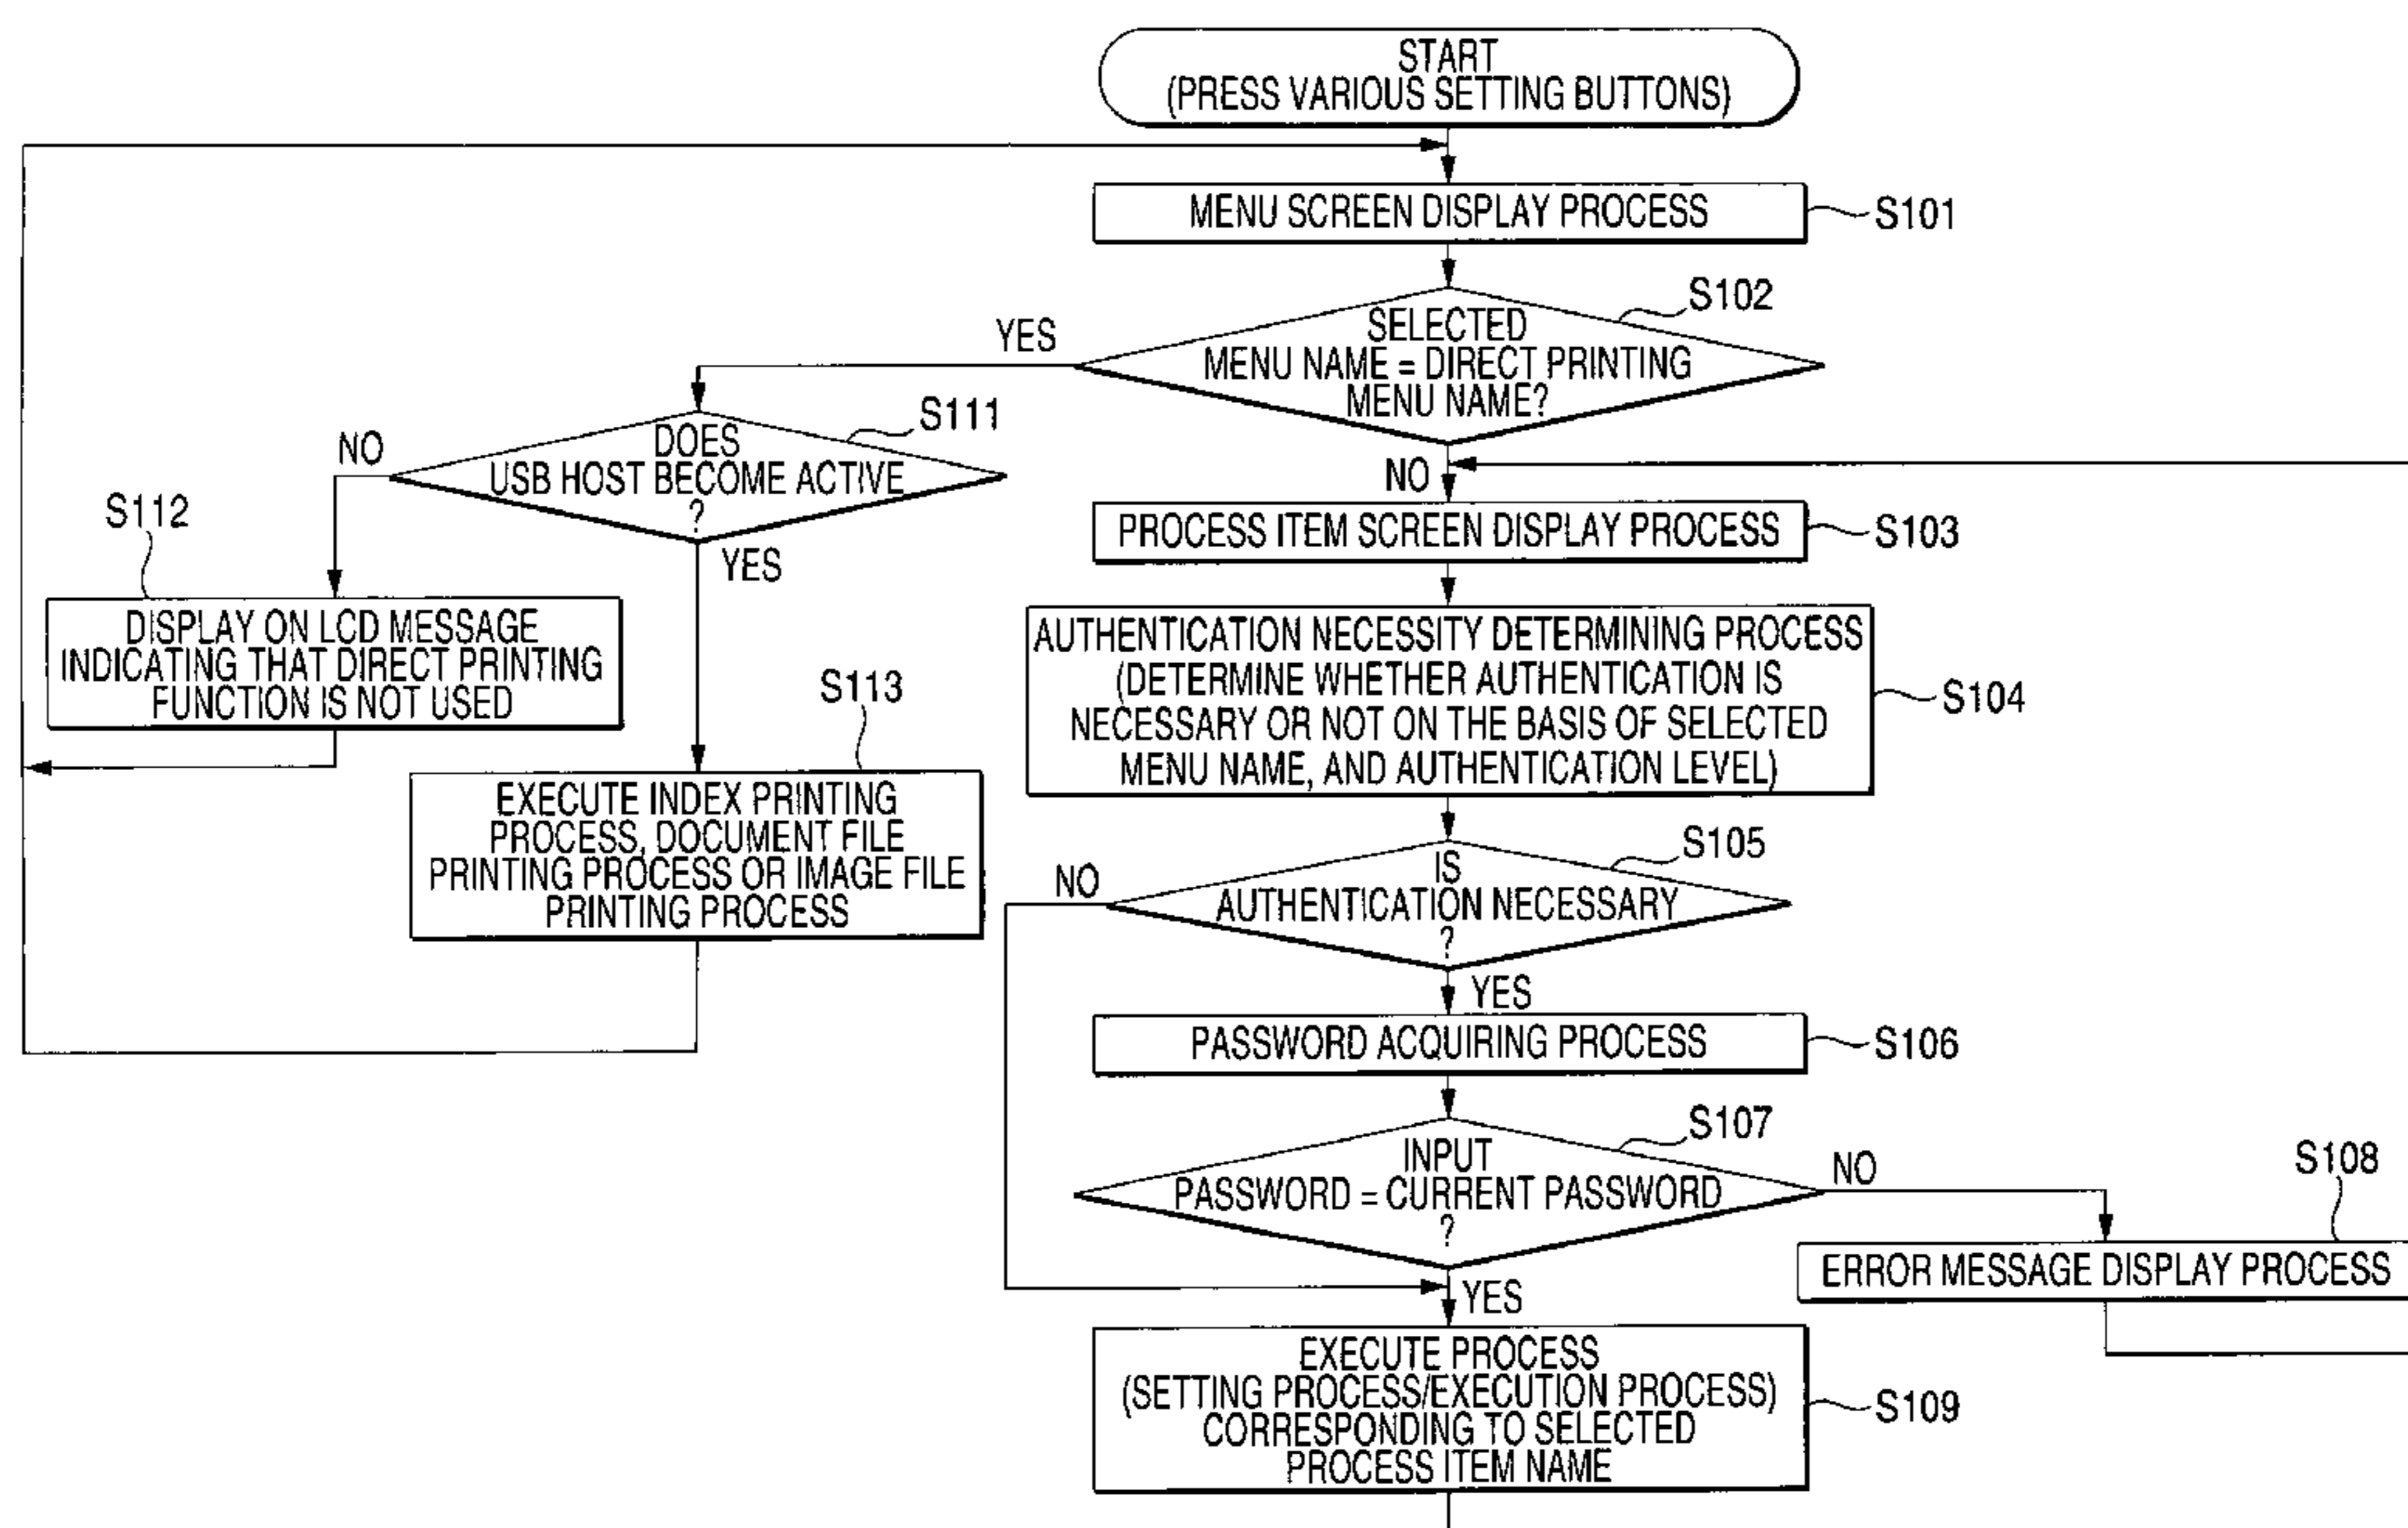 START
(PRESS VARIOUS SETTING BUTTONS)
MENU SCREEN DISPLAY PROCESS
S101
S102
SELECTED
MENU NAME = DIRECT PRINTING
MENU NAME?
YES
NO
S111
DOES
USB HOST BECOME ACTIVE
?
NO
YES
S112
DISPLAY ON LCD MESSAGE
INDICATING THAT DIRECT PRINTING
FUNCTION IS NOT USED
S113
EXECUTE INDEX PRINTING
PROCESS, DOCUMENT FILE
PRINTING PROCESS OR IMAGE FILE
PRINTING PROCESS
PROCESS ITEM SCREEN DISPLAY PROCESS
S103
AUTHENTICATION NECESSITY DETERMINING PROCESS
(DETERMINE WHETHER AUTHENTICATION IS
NECESSARY OR NOT ON THE BASIS OF SELECTED
MENU NAME, AND AUTHENTICATION LEVEL)
S104
S105
IS
AUTHENTICATION NECESSARY
?
NO
YES
PASSWORD ACQUIRING PROCESS
S106
S107
INPUT
PASSWORD = CURRENT PASSWORD
?
NO
YES
S108
ERROR MESSAGE DISPLAY PROCESS
EXECUTE PROCESS
(SETTING PROCESS/EXECUTION PROCESS)
CORRESPONDING TO SELECTED
PROCESS ITEM NAME
S109